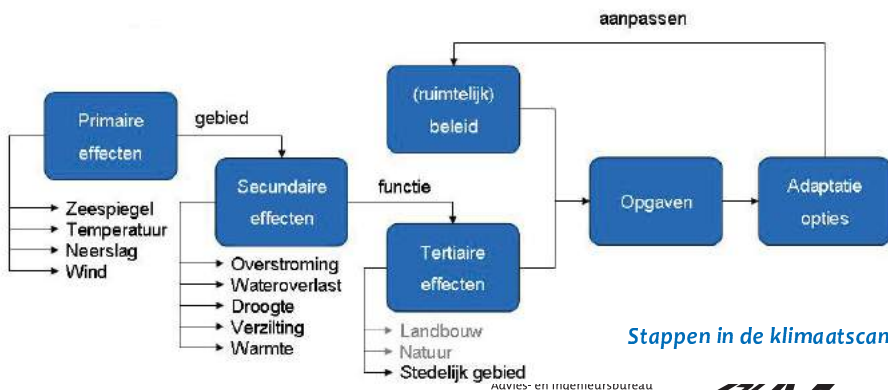 aanpassen
Primaire
effecten
gebied
Zeespiegel
Temperatuur
Neerslag
Wind
Secundaire
effecten
functie
Overstroming
Wateroverlast
Droogte
Verzilting
Warmte
(ruimtelijk)
beleid
Tertiaire
effecten
Landbouw
Natuur
Stedelijk gebied
Opgaven
Adaptatie
opties
Stappen in de klimaatscan
Advies- en ingenieursbureau